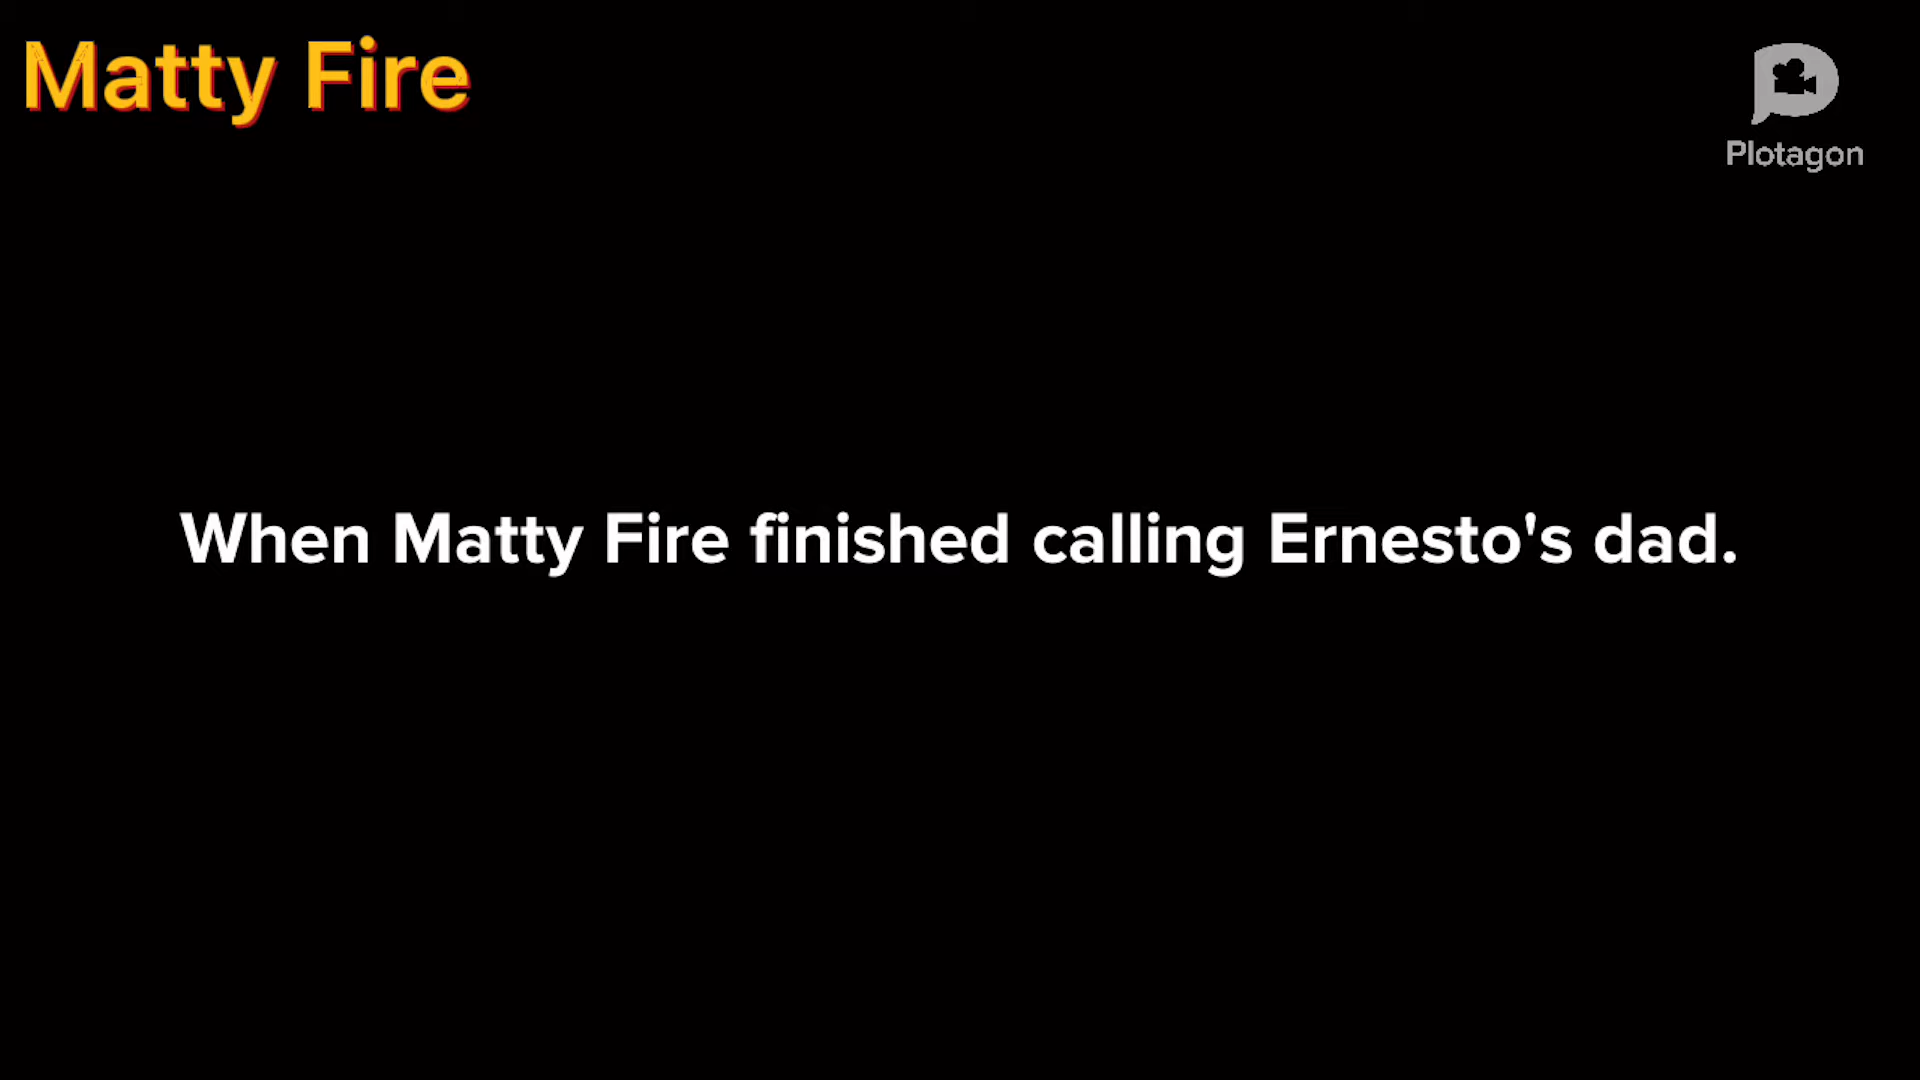 Matty Fire
Plotagon
When Matty Fire finished calling Ernesto's dad.